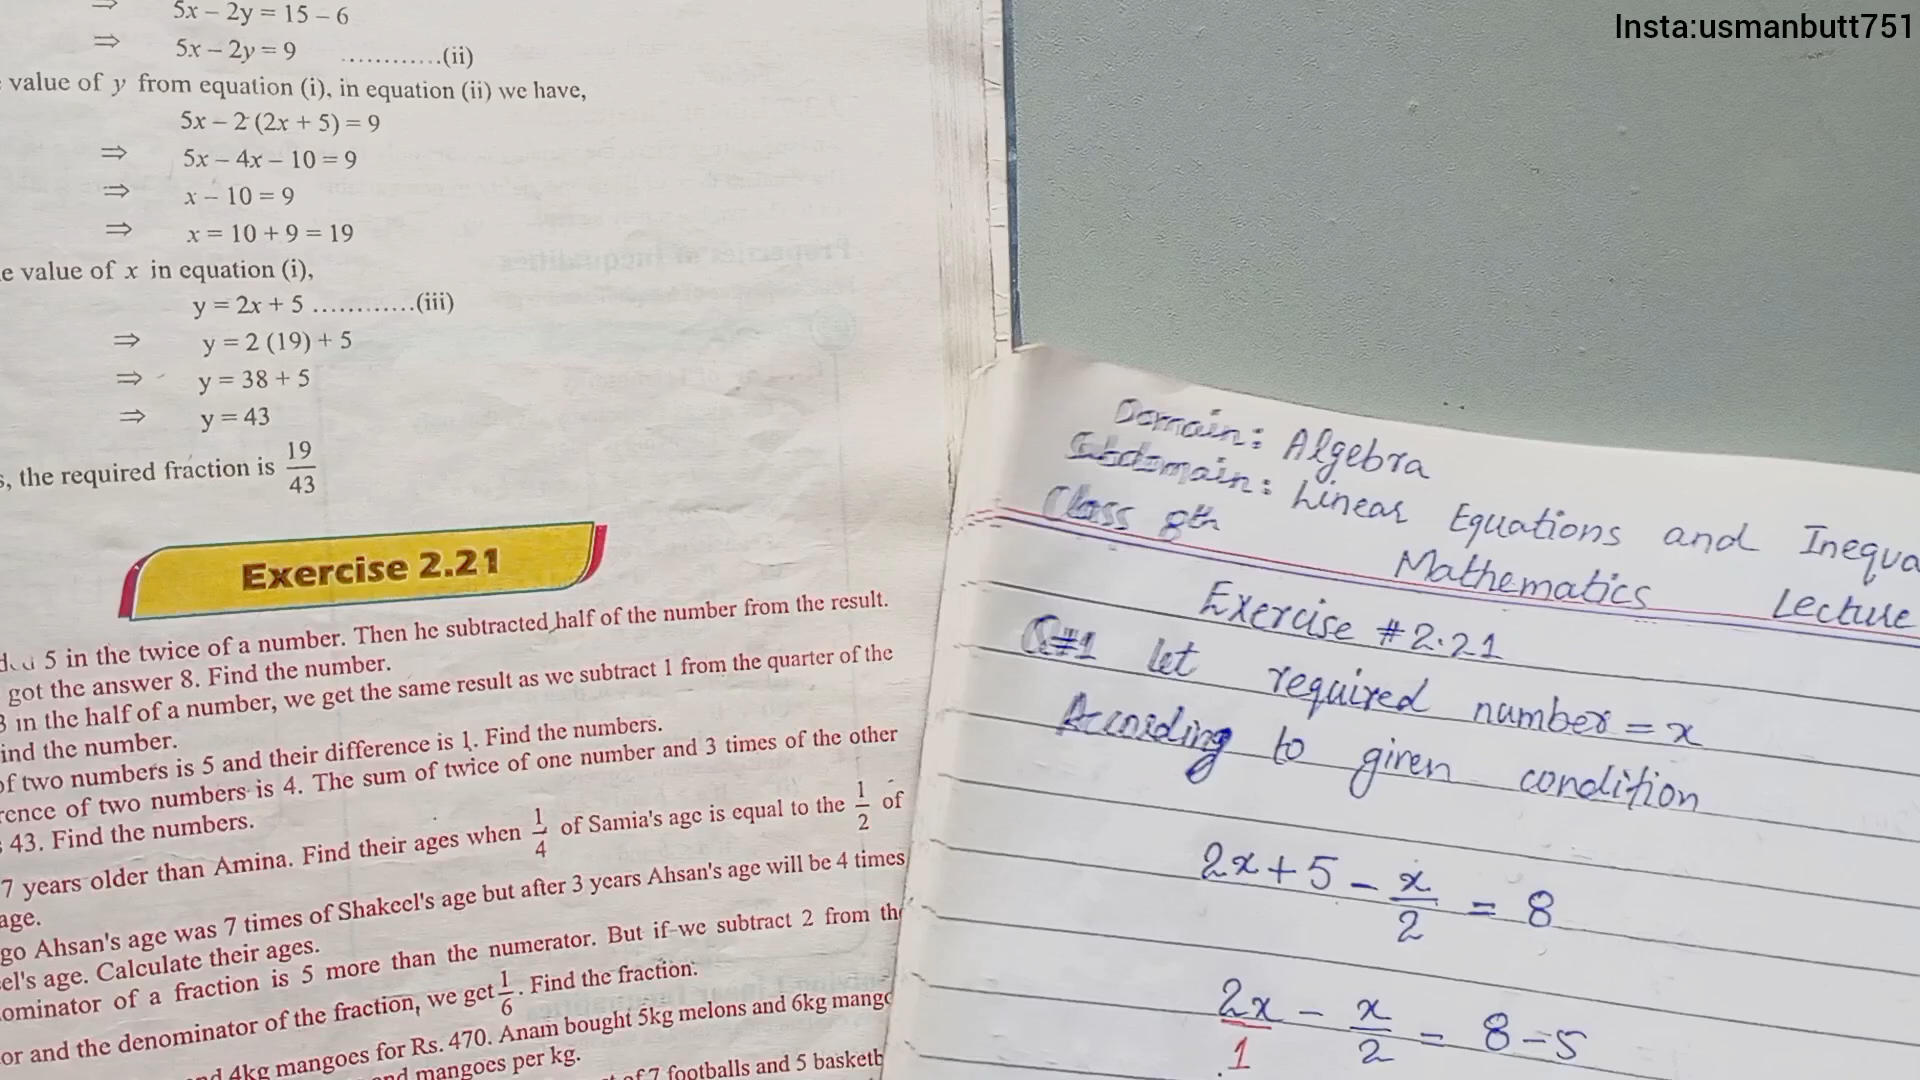 Insta:usmanbutt751
⇒ 5x – 2y = 15 – 6
⇒ 5x – 2y = 9 ............(ii)
value of y from equation (i), in equation (ii) we have,
5x – 2 (2x + 5) = 9
⇒ 5x – 4x – 10 = 9
⇒ x – 10 = 9
⇒ x = 10 + 9 = 19
value of x in equation (i),
y = 2x + 5 ............(iii)
⇒ y = 2 (19) + 5
⇒ y = 38 + 5
⇒ y = 43
, the required fraction is 19/43
Exercise 2.21
5 in the twice of a number. Then he subtracted half of the number from the result.
got the answer 8. Find the number.
3 in the half of a number, we get the same result as we subtract 1 from the quarter of the
ind the number.
of two numbers is 5 and their difference is 1. Find the numbers.
rence of two numbers is 4. The sum of twice of one number and 3 times of the other
43. Find the numbers.
7 years older than Amina. Find their ages when 1/4 of Samia's age is equal to the 1/2 of
age.
go Ahsan's age was 7 times of Shakeel's age but after 3 years Ahsan's age will be 4 times
el's age. Calculate their ages.
ominator of a fraction is 5 more than the numerator. But if we subtract 2 from the
or and the denominator of the fraction, we get 1/6. Find the fraction.
nd 4kg mangoes for Rs. 470. Anam bought 5kg melons and 6kg mango
nd mangoes per kg.
of 7 footballs and 5 basketb
Domain: Algebra
Subdomain: Linear Equations and Inequa
Class 8th Mathematics Lecture
Exercise #2.21
Q#1 let required number = x
According to given condition
2x + 5 - x/2 = 8
2x/1 - x/2 = 8 - 5